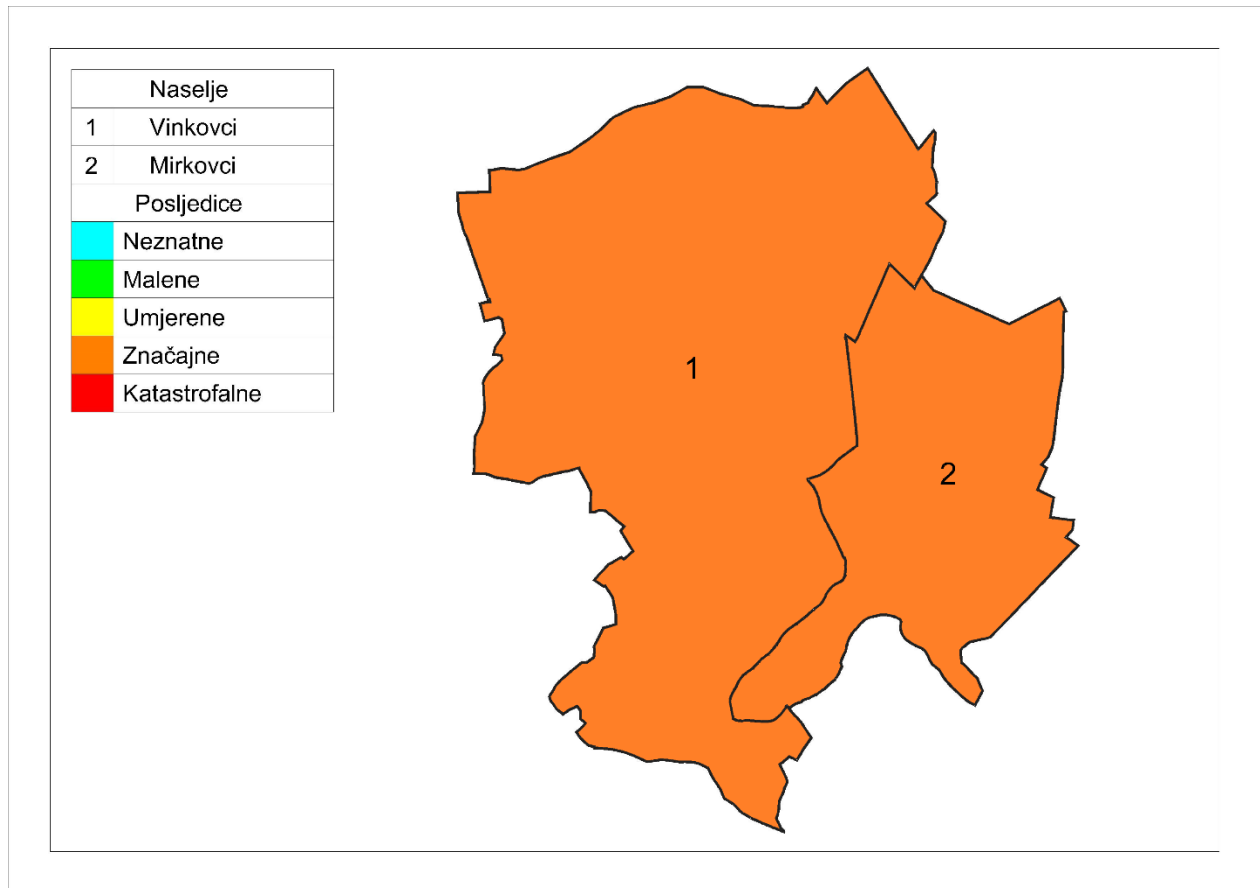 Naselje
1 Vinkovci
2 Mirkovci
Posljedice
Neznatne
Malene
Umjerene
Značajne
Katastrofalne
1
2